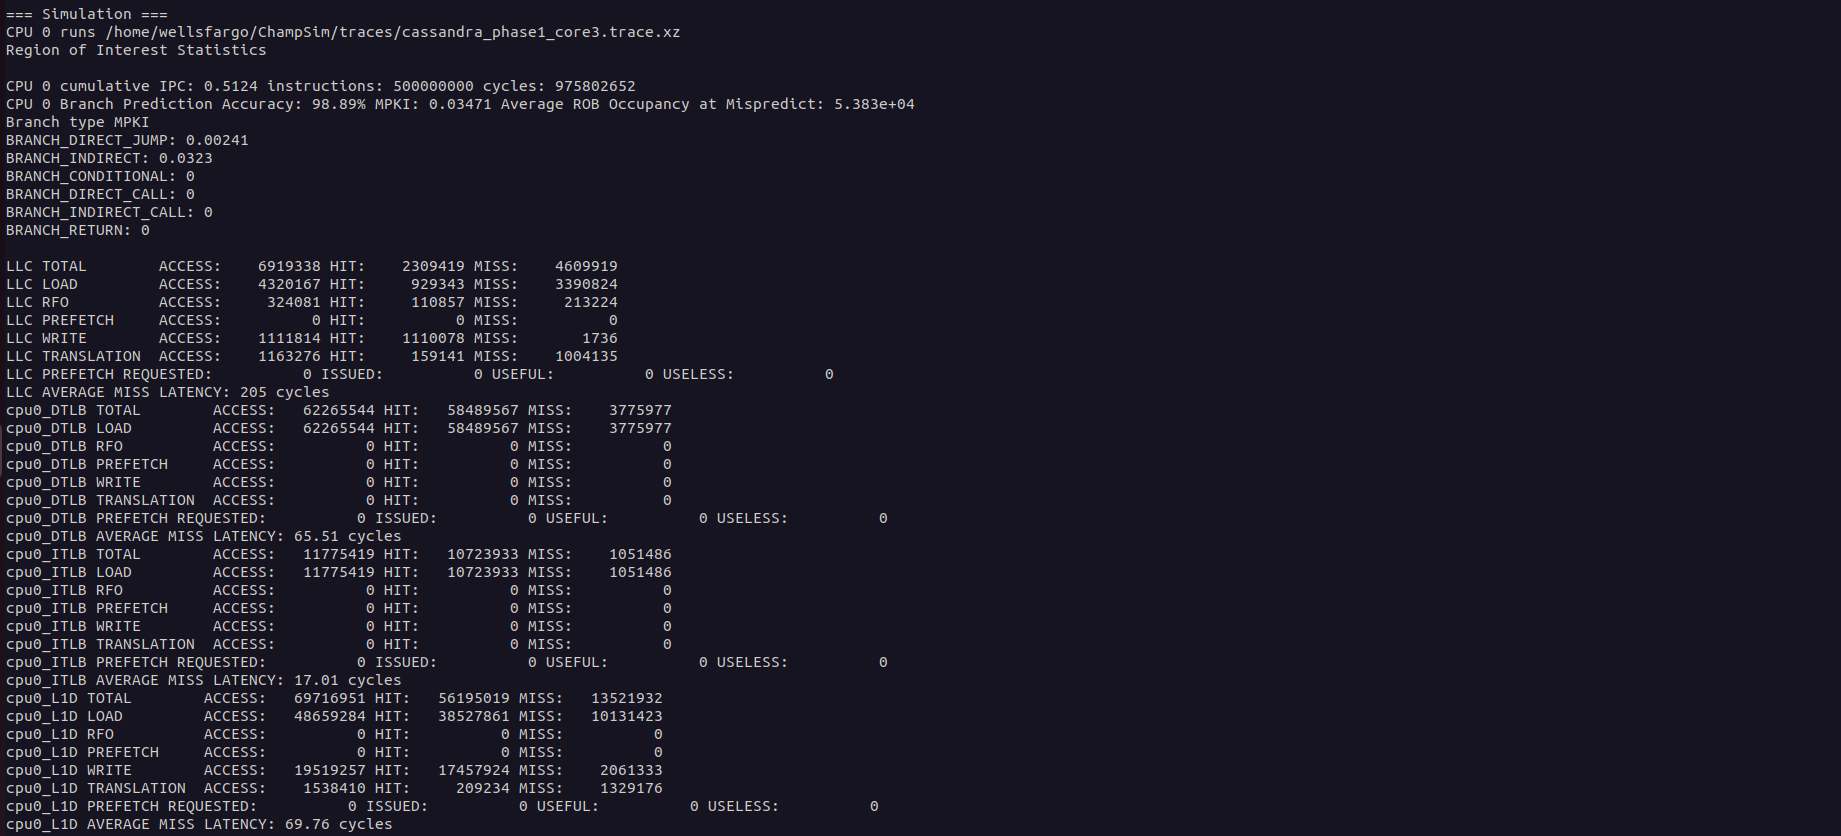 === Simulation ===
CPU 0 runs /home/wellsfargo/ChampSim/traces/cassandra_phase1_core3.trace.xz
Region of Interest Statistics

CPU 0 cumulative IPC: 0.5124 instructions: 500000000 cycles: 975802652
CPU 0 Branch Prediction Accuracy: 98.89% MPKI: 0.03471 Average ROB Occupancy at Mispredict: 5.383e+04
Branch type MPKI
BRANCH_DIRECT_JUMP: 0.00241
BRANCH_INDIRECT: 0.0323
BRANCH_CONDITIONAL: 0
BRANCH_DIRECT_CALL: 0
BRANCH_INDIRECT_CALL: 0
BRANCH_RETURN: 0

LLC TOTAL        ACCESS:    6919338 HIT:    2309419 MISS:    4609919
LLC LOAD         ACCESS:    4320167 HIT:     929343 MISS:    3390824
LLC RFO          ACCESS:     324081 HIT:     110857 MISS:     213224
LLC PREFETCH     ACCESS:          0 HIT:          0 MISS:          0
LLC WRITE        ACCESS:    1111814 HIT:    1110078 MISS:       1736
LLC TRANSLATION  ACCESS:    1163276 HIT:     159141 MISS:    1004135
LLC PREFETCH REQUESTED:          0 ISSUED:          0 USEFUL:          0 USELESS:          0
LLC AVERAGE MISS LATENCY: 205 cycles
cpu0_DTLB TOTAL        ACCESS:   62265544 HIT:   58489567 MISS:    3775977
cpu0_DTLB LOAD         ACCESS:   62265544 HIT:   58489567 MISS:    3775977
cpu0_DTLB RFO          ACCESS:          0 HIT:          0 MISS:          0
cpu0_DTLB PREFETCH     ACCESS:          0 HIT:          0 MISS:          0
cpu0_DTLB WRITE        ACCESS:          0 HIT:          0 MISS:          0
cpu0_DTLB TRANSLATION  ACCESS:          0 HIT:          0 MISS:          0
cpu0_DTLB PREFETCH REQUESTED:          0 ISSUED:          0 USEFUL:          0 USELESS:          0
cpu0_DTLB AVERAGE MISS LATENCY: 65.51 cycles
cpu0_ITLB TOTAL        ACCESS:   11775419 HIT:   10723933 MISS:    1051486
cpu0_ITLB LOAD         ACCESS:   11775419 HIT:   10723933 MISS:    1051486
cpu0_ITLB RFO          ACCESS:          0 HIT:          0 MISS:          0
cpu0_ITLB PREFETCH     ACCESS:          0 HIT:          0 MISS:          0
cpu0_ITLB WRITE        ACCESS:          0 HIT:          0 MISS:          0
cpu0_ITLB TRANSLATION  ACCESS:          0 HIT:          0 MISS:          0
cpu0_ITLB PREFETCH REQUESTED:          0 ISSUED:          0 USEFUL:          0 USELESS:          0
cpu0_ITLB AVERAGE MISS LATENCY: 17.01 cycles
cpu0_L1D TOTAL        ACCESS:   69716951 HIT:   56195019 MISS:   13521932
cpu0_L1D LOAD         ACCESS:   48659284 HIT:   38527861 MISS:   10131423
cpu0_L1D RFO          ACCESS:          0 HIT:          0 MISS:          0
cpu0_L1D PREFETCH     ACCESS:          0 HIT:          0 MISS:          0
cpu0_L1D WRITE        ACCESS:   19519257 HIT:   17457924 MISS:    2061333
cpu0_L1D TRANSLATION  ACCESS:    1538410 HIT:     209234 MISS:    1329176
cpu0_L1D PREFETCH REQUESTED:          0 ISSUED:          0 USEFUL:          0 USELESS:          0
cpu0_L1D AVERAGE MISS LATENCY: 69.76 cycles